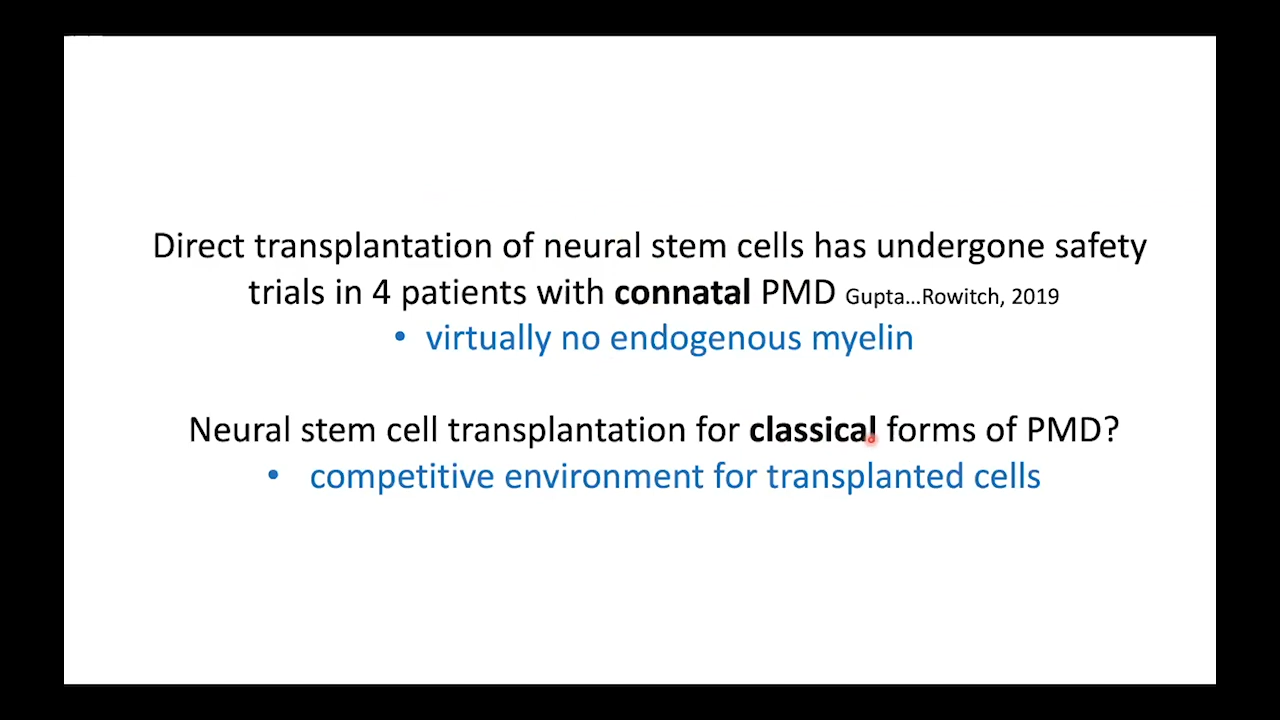 Direct transplantation of neural stem cells has undergone safety
trials in 4 patients with connatal PMD Gupta...Rowitch, 2019
• virtually no endogenous myelin
Neural stem cell transplantation for classical forms of PMD?
• competitive environment for transplanted cells